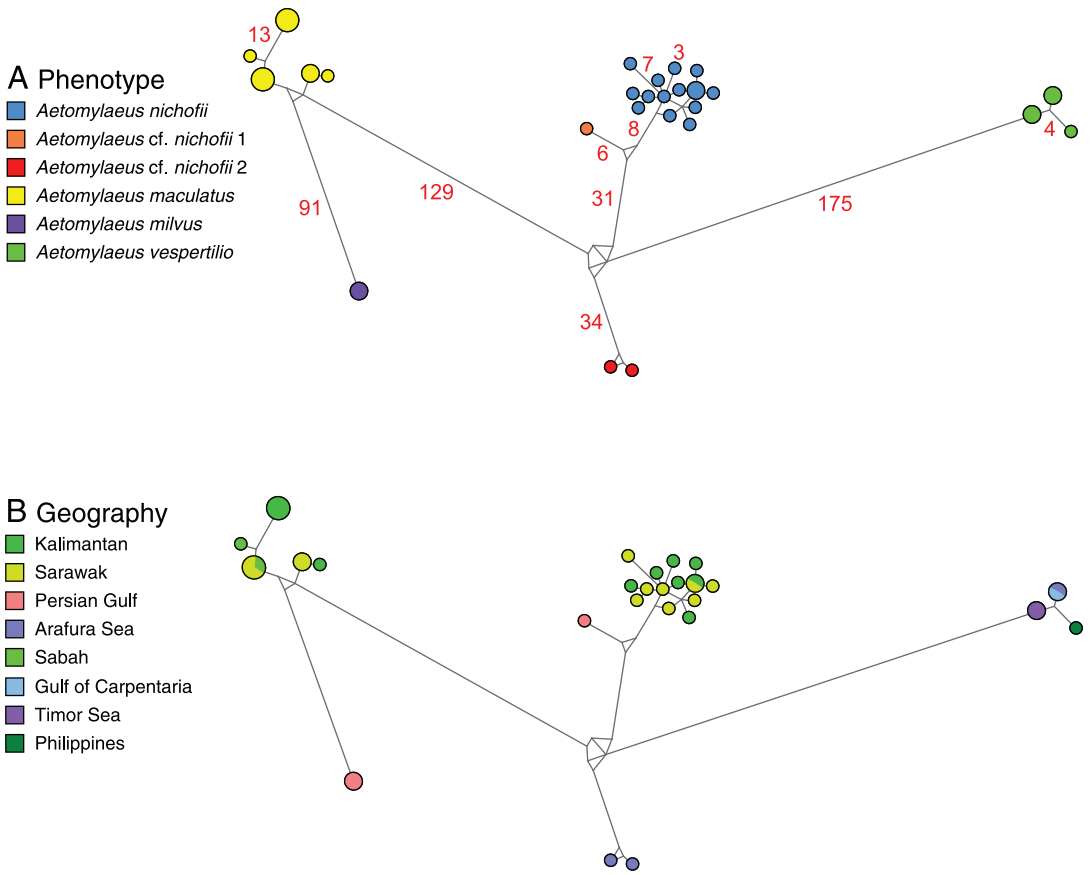 A Phenotype
Aetomylaeus nichofii
Aetomylaeus cf. nichofii 1
Aetomylaeus cf. nichofii 2
Aetomylaeus maculatus
Aetomylaeus milvus
Aetomylaeus vespertilio
13
7
3
8
6
4
129
91
31
175
34
B Geography
Kalimantan
Sarawak
Persian Gulf
Arafura Sea
Sabah
Gulf of Carpentaria
Timor Sea
Philippines